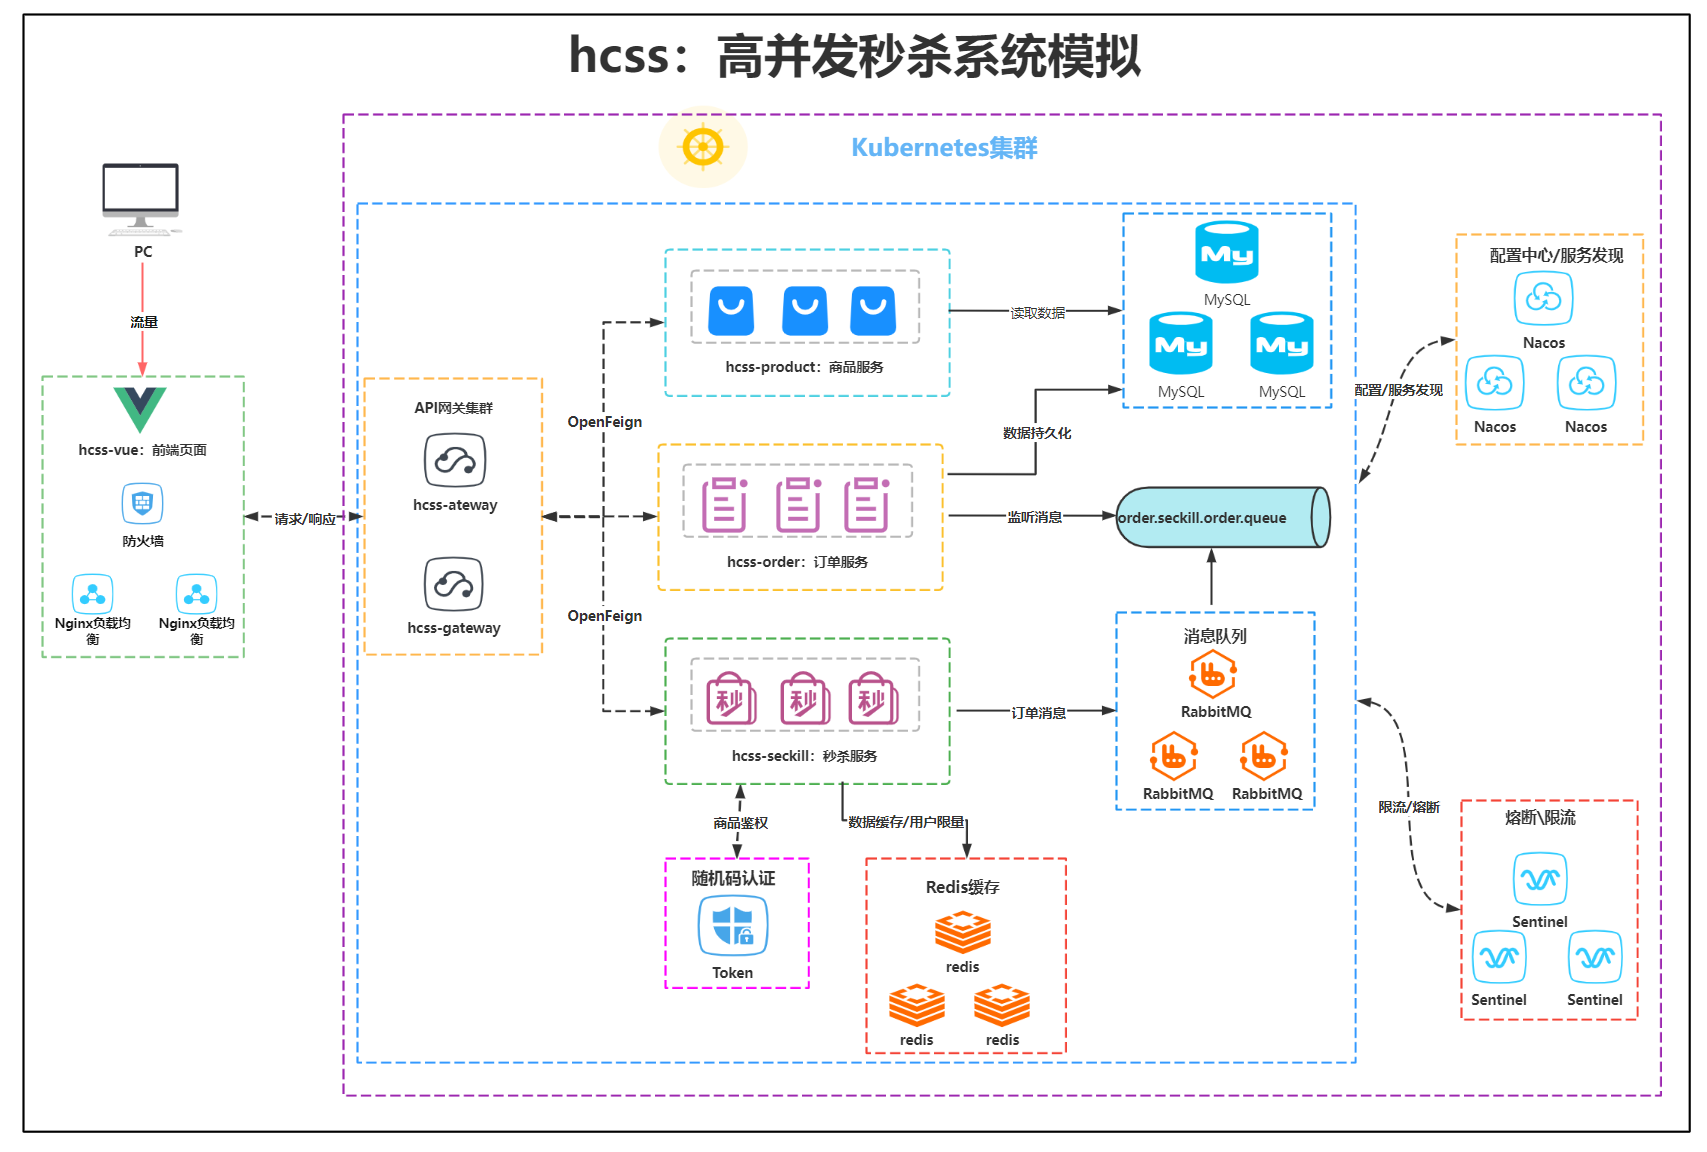 hcss：高并发秒杀系统模拟
Kubernetes集群
PC
流量
hcss-vue：前端页面
防火墙
Nginx负载均
衡
Nginx负载均
衡
请求/响应
API网关集群
hcss-ateway
hcss-gateway
OpenFeign
OpenFeign
hcss-product：商品服务
hcss-order：订单服务
hcss-seckill：秒杀服务
读取数据
数据持久化
监听消息
订单消息
商品鉴权
数据缓存/用户限量
随机码认证
Token
Redis缓存
redis
redis
redis
My
MySQL
My
MySQL
My
MySQL
order.seckill.order.queue
消息队列
RabbitMQ
RabbitMQ
RabbitMQ
秒
秒
秒
配置/服务发现
配置中心/服务发现
Nacos
Nacos
Nacos
限流/熔断
熔断\限流
Sentinel
Sentinel
Sentinel